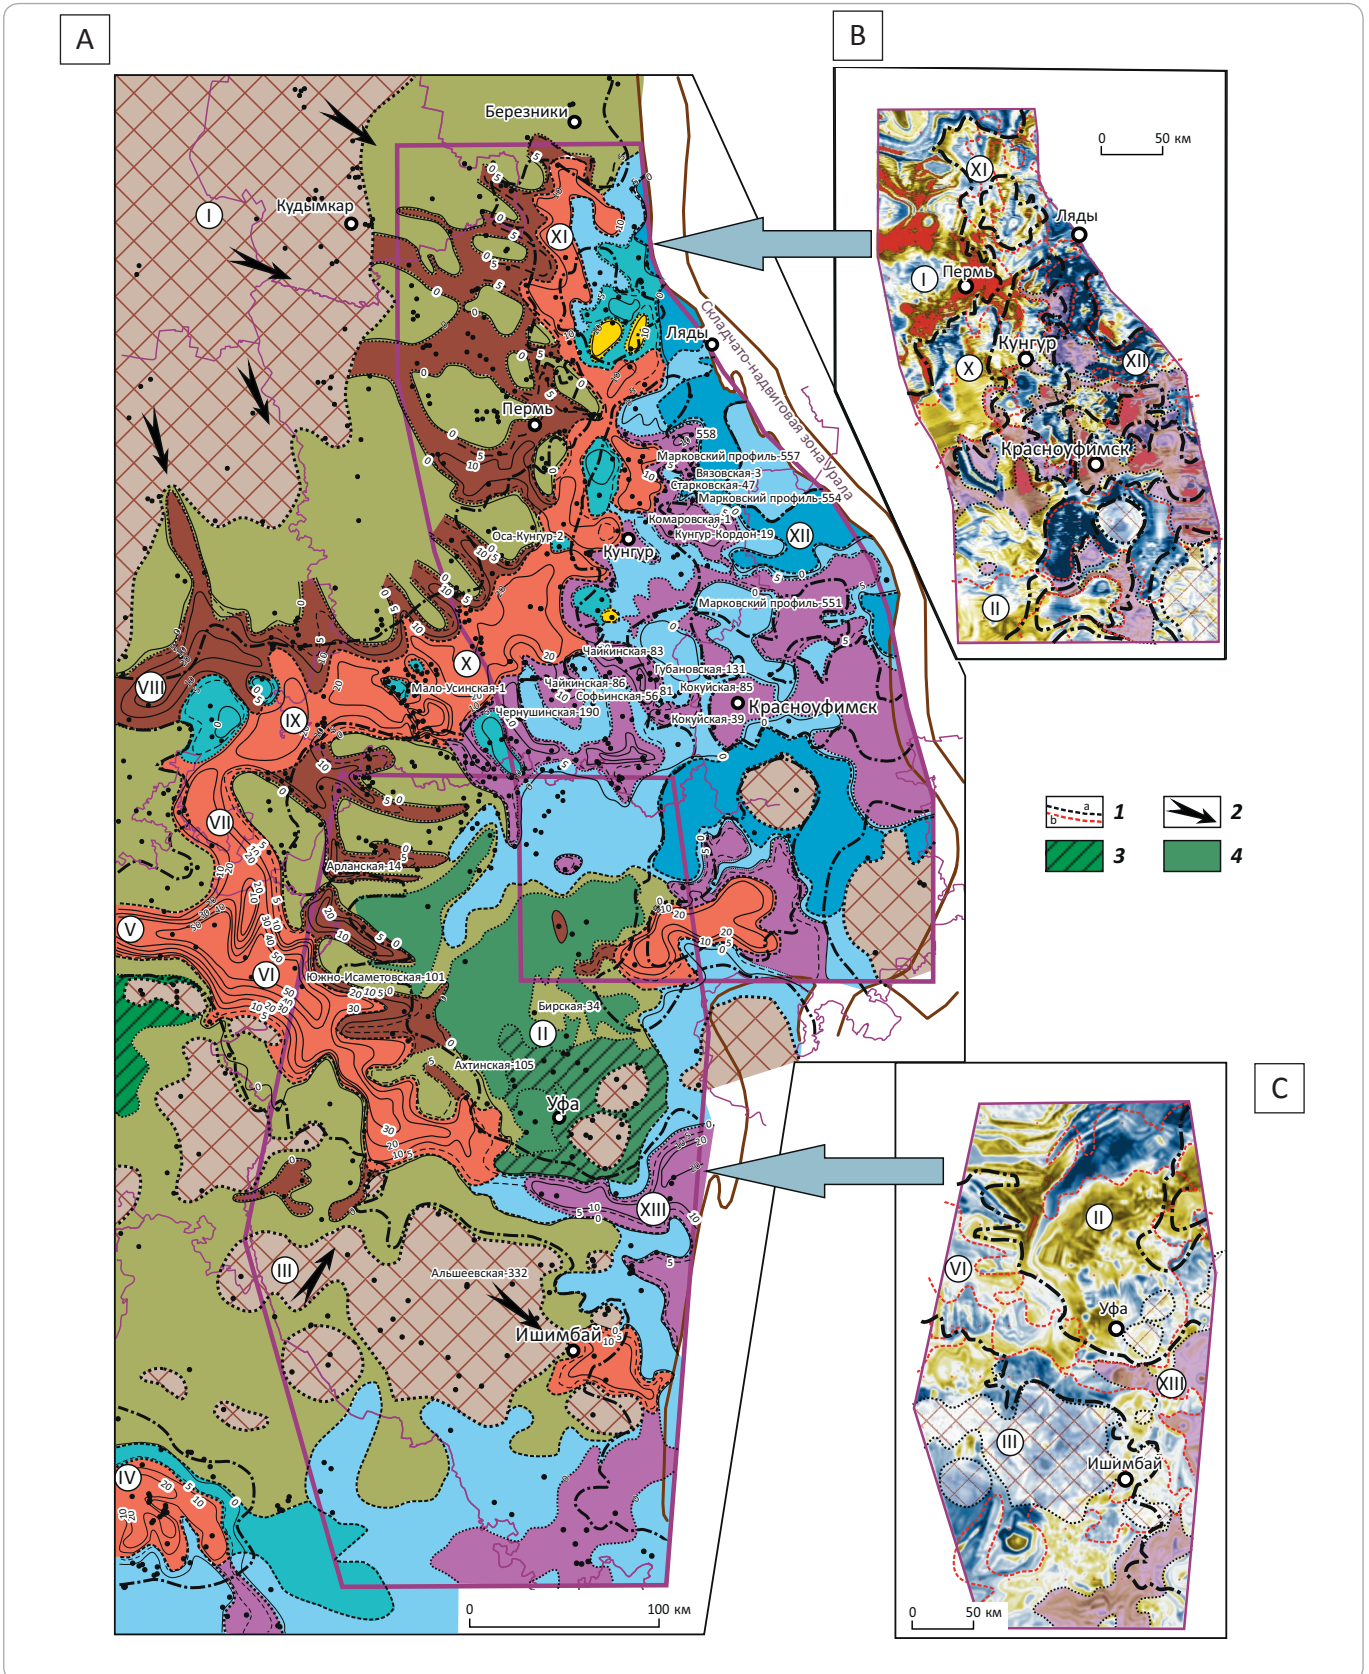 A
B
Березники
0
50 км
XI
I
Кудымкар
XI
Ляды
I
Пермь
Складчато-надвиговая зона Урала
Ляды
Кунгур
XII
X
Пермь
558
Марковский профиль-557
Вязовская-3
Старковская-47
Марковский профиль-554
Красноуфимск
Комаровская-1
Оса-Кунгур-2
Кунгур-Кордон-19
XII
Кунгур
Марковский профиль-551
II
Чайкинская-83
X
Губановская-131
VIII
Мало-Усинская-1
Чайкинская-86
Кокуйская-85
Софьинская-56
81
IX
Чернушинская-190
Красноуфимск
Кокуйская-39
a
b
1
2
VII
3
4
Арланская-14
V
VI
Южно-Исаметовская-101
Бирская-34
II
Ахтинская-105
C
Уфа
XIII
II
III
Альшеевская-332
VI
Уфа
Ишимбай
XIII
III
Ишимбай
IV
0
100 км
0
50 км